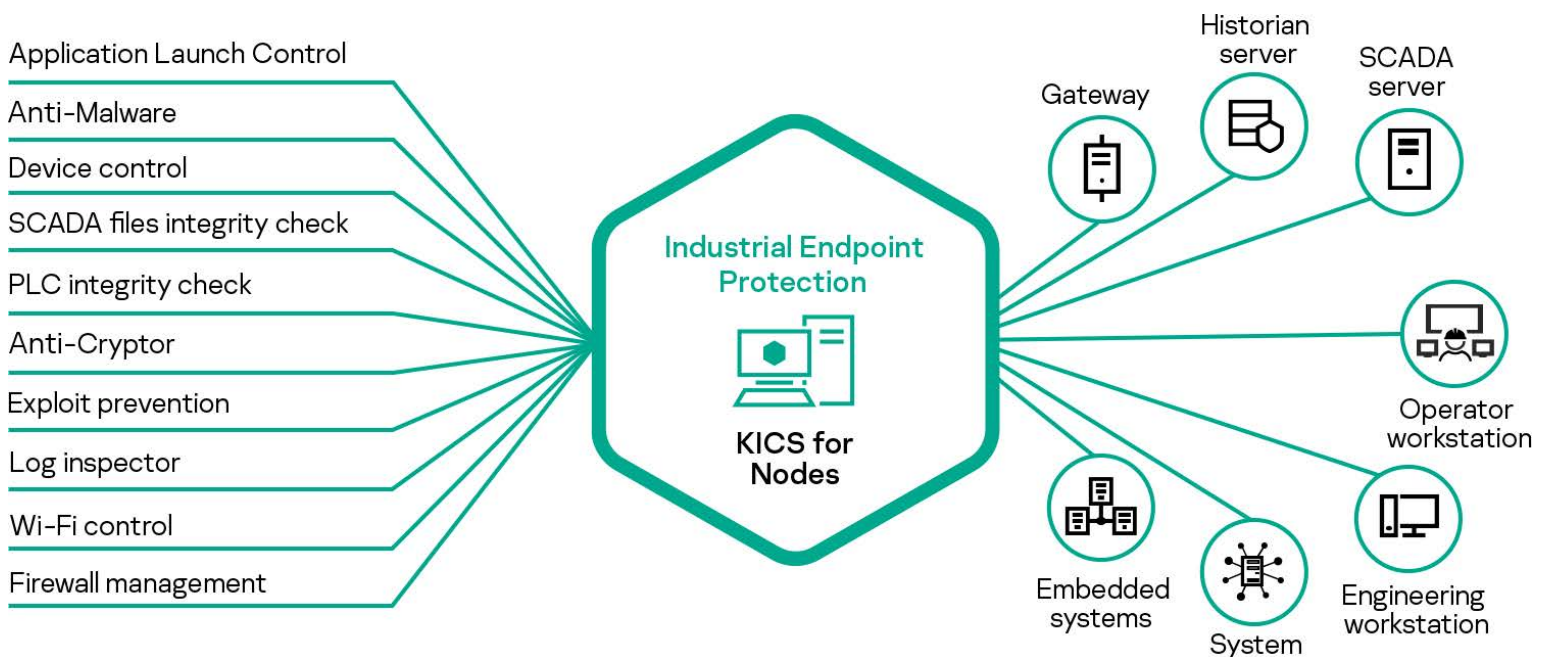 Application Launch Control
Anti-Malware
Device control
SCADA files integrity check
PLC integrity check
Anti-Cryptor
Exploit prevention
Log inspector
Wi-Fi control
Firewall management
Industrial Endpoint
Protection
KICS for
Nodes
Gateway
Historian
server
SCADA
server
Operator
workstation
Engineering
workstation
System
Embedded
systems